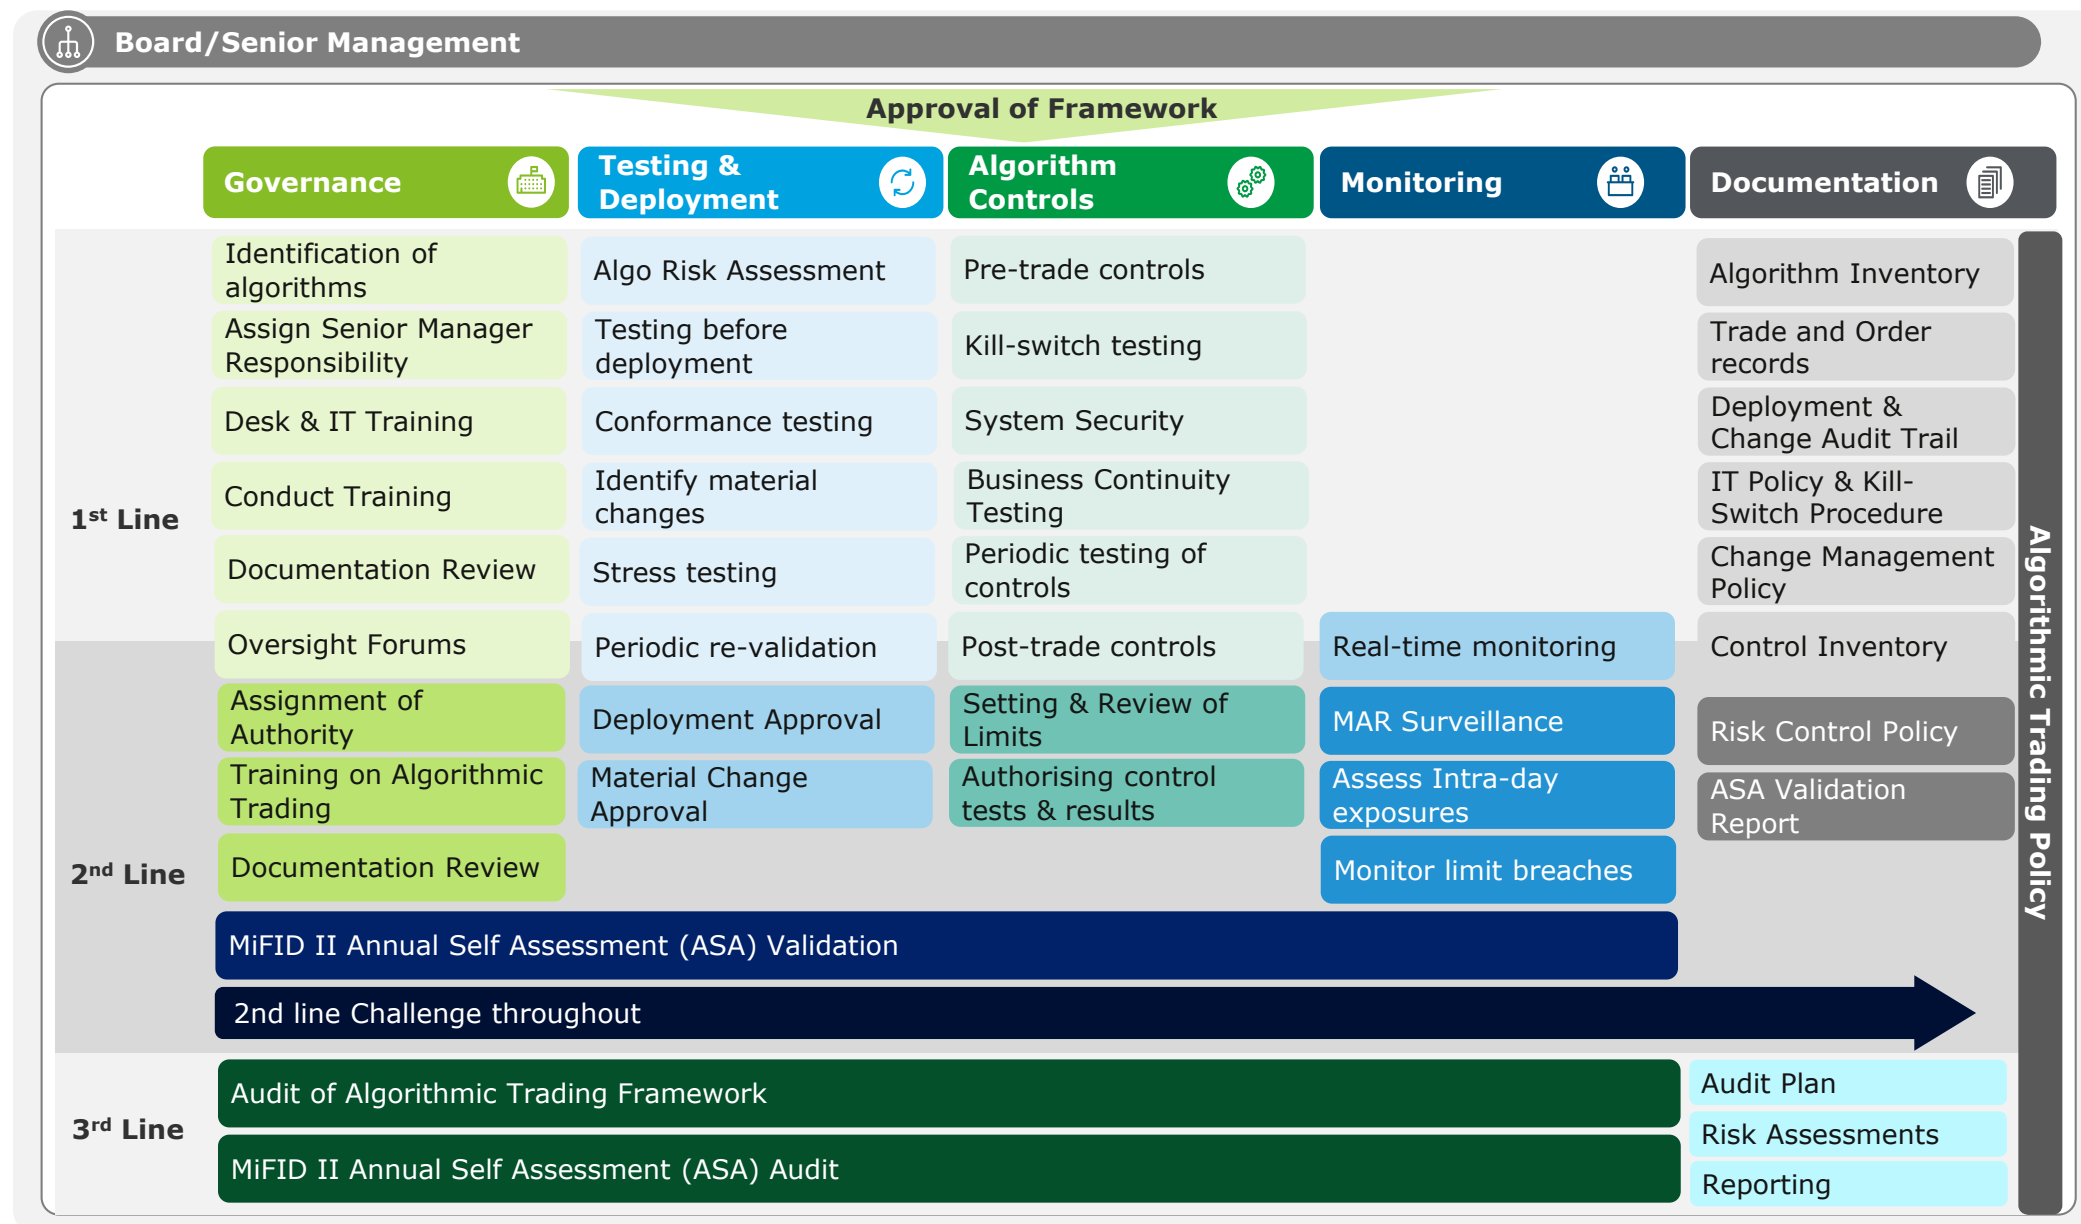 Board/Senior Management
Approval of Framework
Governance
Testing &
Deployment
Algorithm
Controls
Monitoring
Documentation
1st Line
Identification of
algorithms
Assign Senior Manager
Responsibility
Desk & IT Training
Conduct Training
Documentation Review
Oversight Forums
Algo Risk Assessment
Testing before
deployment
Conformance testing
Identify material
changes
Stress testing
Periodic re-validation
Pre-trade controls
Kill-switch testing
System Security
Business Continuity
Testing
Periodic testing of
controls
Post-trade controls
Real-time monitoring
Algorithm Inventory
Trade and Order
records
Deployment &
Change Audit Trail
IT Policy & Kill-
Switch Procedure
Change Management
Policy
Control Inventory
2nd Line
Assignment of
Authority
Training on Algorithmic
Trading
Documentation Review
Deployment Approval
Material Change
Approval
Setting & Review of
Limits
Authorising control
tests & results
MAR Surveillance
Assess Intra-day
exposures
Monitor limit breaches
Risk Control Policy
ASA Validation
Report
MiFID II Annual Self Assessment (ASA) Validation
2nd line Challenge throughout
3rd Line
Audit of Algorithmic Trading Framework
MiFID II Annual Self Assessment (ASA) Audit
Audit Plan
Risk Assessments
Reporting
Algorithmic Trading Policy